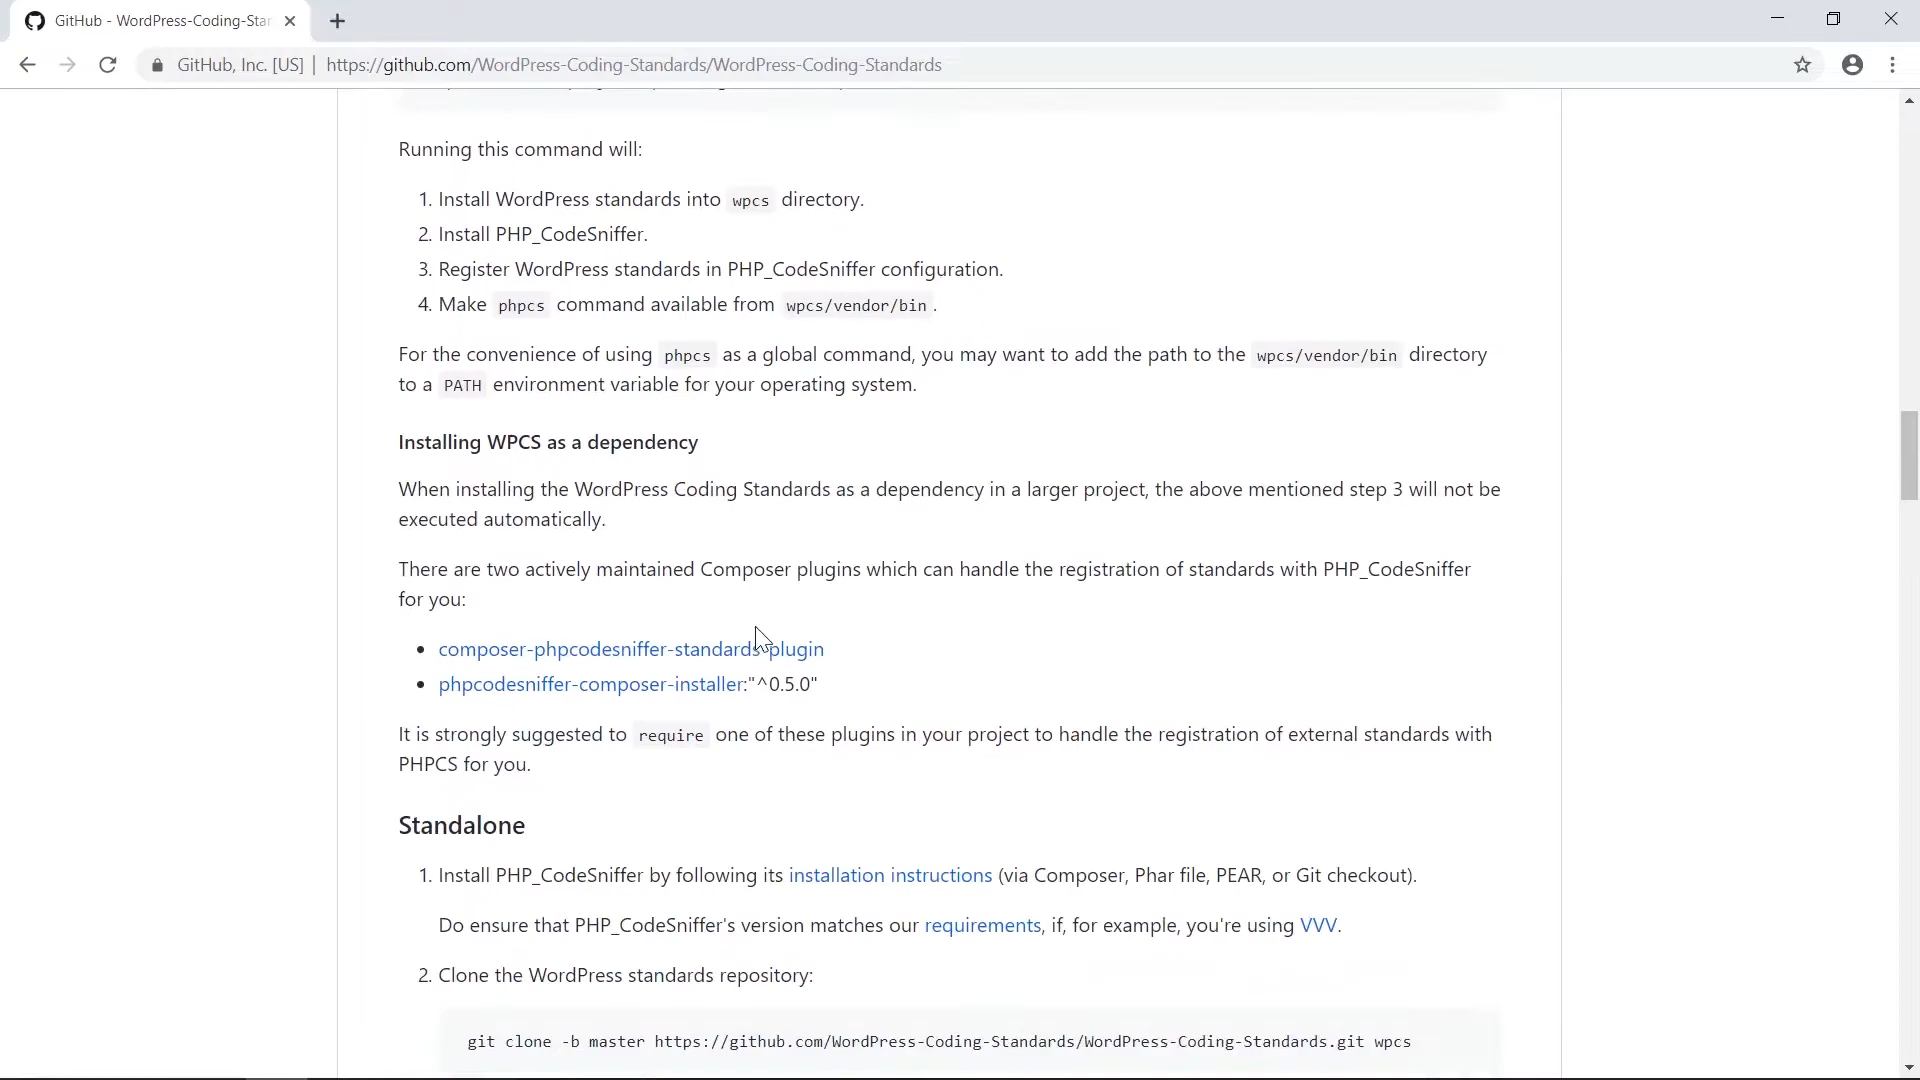 GitHub - WordPress-Coding-Star
GitHub, Inc. [US] | https://github.com/WordPress-Coding-Standards/WordPress-Coding-Standards
Running this command will:
1. Install WordPress standards into wpcs directory.
2. Install PHP_CodeSniffer.
3. Register WordPress standards in PHP_CodeSniffer configuration.
4. Make phpcs command available from wpcs/vendor/bin .
For the convenience of using phpcs as a global command, you may want to add the path to the wpcs/vendor/bin directory
to a PATH environment variable for your operating system.
Installing WPCS as a dependency
When installing the WordPress Coding Standards as a dependency in a larger project, the above mentioned step 3 will not be
executed automatically.
There are two actively maintained Composer plugins which can handle the registration of standards with PHP_CodeSniffer
for you:
• composer-phpcodesniffer-standards-plugin
• phpcodesniffer-composer-installer:"^0.5.0"
It is strongly suggested to require one of these plugins in your project to handle the registration of external standards with
PHPCS for you.
Standalone
1. Install PHP_CodeSniffer by following its installation instructions (via Composer, Phar file, PEAR, or Git checkout).
Do ensure that PHP_CodeSniffer's version matches our requirements, if, for example, you're using VVV.
2. Clone the WordPress standards repository:
git clone -b master https://github.com/WordPress-Coding-Standards/WordPress-Coding-Standards.git wpcs